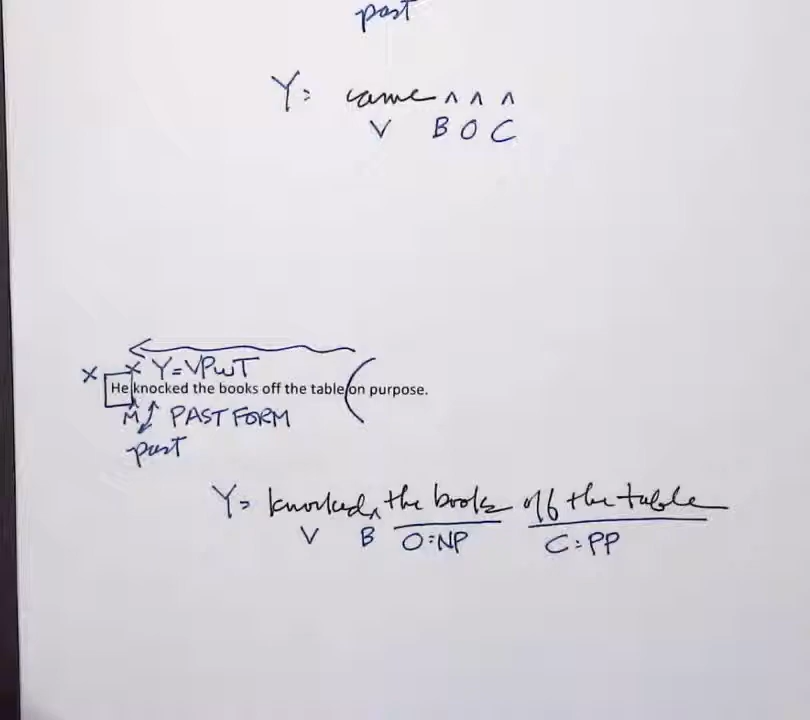 past
Y= came ^ ^ ^
V B O C
X X Y=VPwT
He knocked the books off the table on purpose.
M PAST FORM
past
Y= knocked ^ the books off the table
V B O:NP C:PP